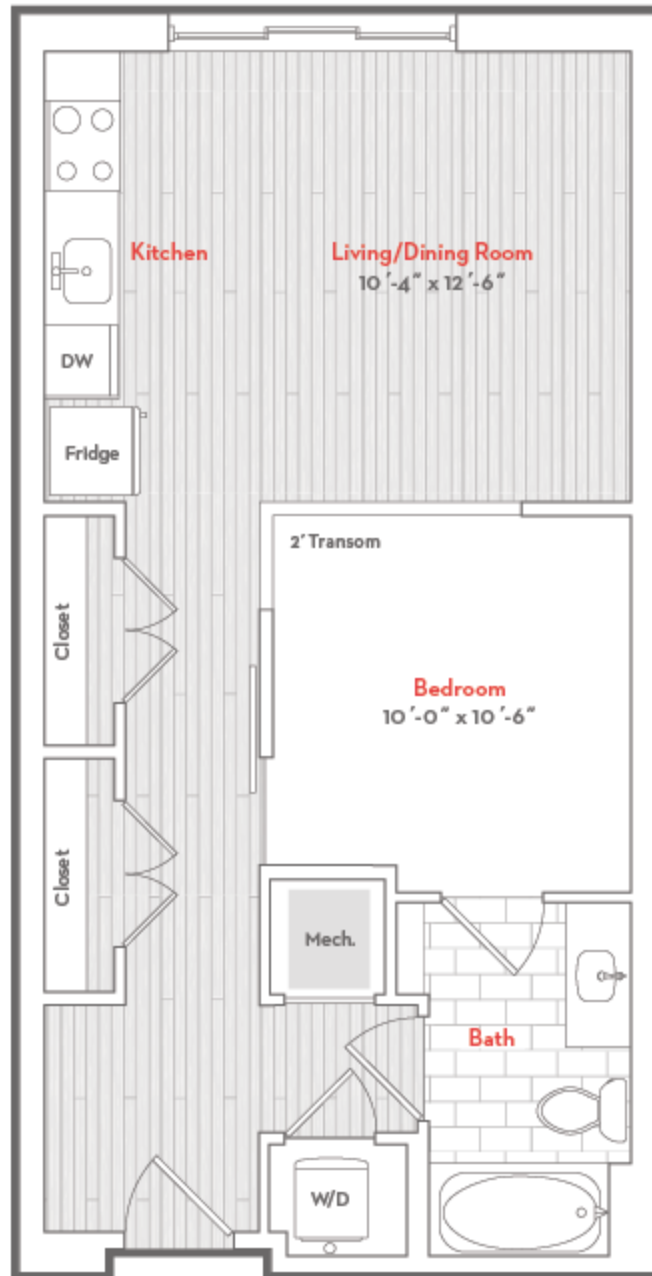 Kitchen
Living/Dining Room
10´-4˝ x 12´-6˝
DW
Fridge
2´ Transom
Closet
Bedroom
10´-0˝ x 10´-6˝
Closet
Mech.
Bath
W/D